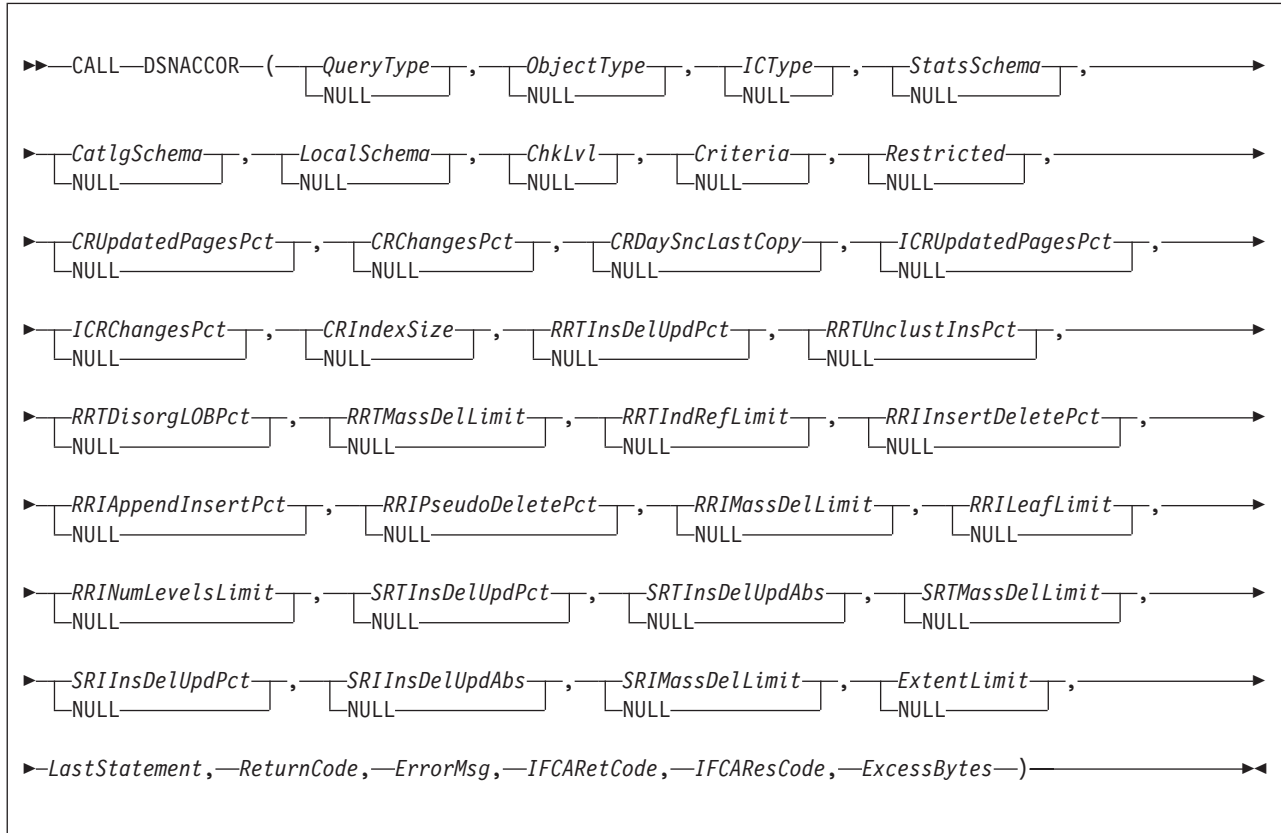 CALL DSNACCOR ( QueryType , ObjectType , ICType , StatsSchema ,
NULL NULL NULL NULL
CatlgSchema , LocalSchema , ChkLvl , Criteria , Restricted ,
NULL NULL NULL NULL NULL
CRUpdatedPagesPct , CRChangesPct , CRDaySncLastCopy , ICRUpdatedPagesPct ,
NULL NULL NULL NULL
ICRChangesPct , CRIndexSize , RRTInsDelUpdPct , RRTUnclustInsPct ,
NULL NULL NULL NULL
RRTDisorgLOBPct , RRTMassDelLimit , RRTIndRefLimit , RRIInsertDeletePct ,
NULL NULL NULL NULL
RRIAppendInsertPct , RRIPseudoDeletePct , RRIMassDelLimit , RRILeafLimit ,
NULL NULL NULL NULL
RRINumLevelsLimit , SRTInsDelUpdPct , SRTInsDelUpdAbs , SRTMassDelLimit ,
NULL NULL NULL NULL
SRIInsDelUpdPct , SRIInsDelUpdAbs , SRIMassDelLimit , ExtentLimit ,
NULL NULL NULL NULL
LastStatement, ReturnCode, ErrorMsg, IFCARetCode, IFCAResCode, ExcessBytes )